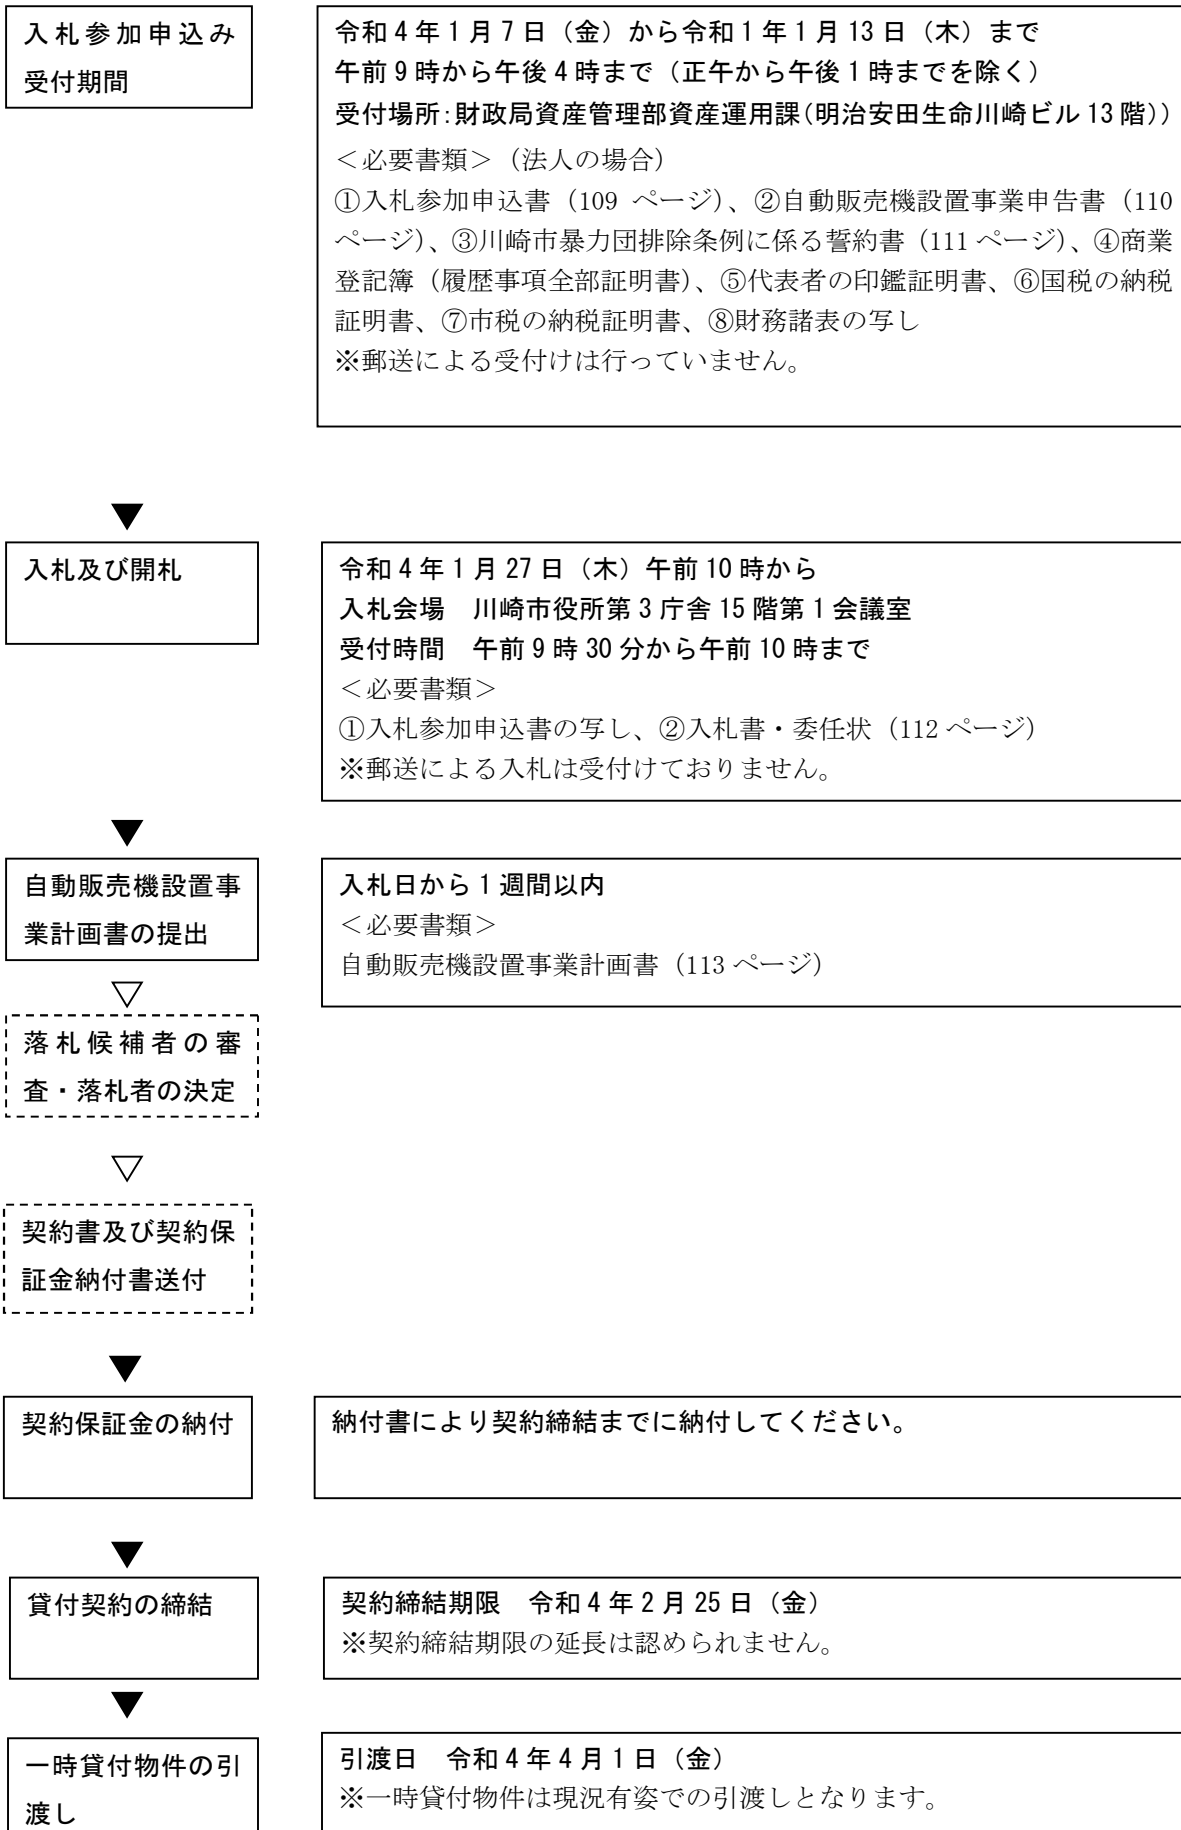 入札参加申込み
受付期間
令和4年1月7日（金）から令和1年1月13日（木）まで
午前9時から午後4時まで（正午から午後1時までを除く）
受付場所:財政局資産管理部資産運用課(明治安田生命川崎ビル13階))
＜必要書類＞（法人の場合）
①入札参加申込書（109 ページ）、②自動販売機設置事業申告書（110
ページ）、③川崎市暴力団排除条例に係る誓約書（111 ページ）、④商業
登記簿（履歴事項全部証明書）、⑤代表者の印鑑証明書、⑥国税の納税
証明書、⑦市税の納税証明書、⑧財務諸表の写し
※郵送による受付けは行っていません。
▼
入札及び開札
令和4年1月27日（木）午前10時から
入札会場　川崎市役所第3庁舎15階第1会議室
受付時間　午前9時30分から午前10時まで
＜必要書類＞
①入札参加申込書の写し、②入札書・委任状（112 ページ）
※郵送による入札は受付けておりません。
▼
自動販売機設置事
業計画書の提出
入札日から1週間以内
＜必要書類＞
自動販売機設置事業計画書（113 ページ）
▽
落札候補者の審
査・落札者の決定
▽
契約書及び契約保
証金納付書送付
▼
契約保証金の納付
納付書により契約締結までに納付してください。
▼
貸付契約の締結
契約締結期限　令和4年2月25日（金）
※契約締結期限の延長は認められません。
▼
一時貸付物件の引
渡し
引渡日　令和4年4月1日（金）
※一時貸付物件は現況有姿での引渡しとなります。